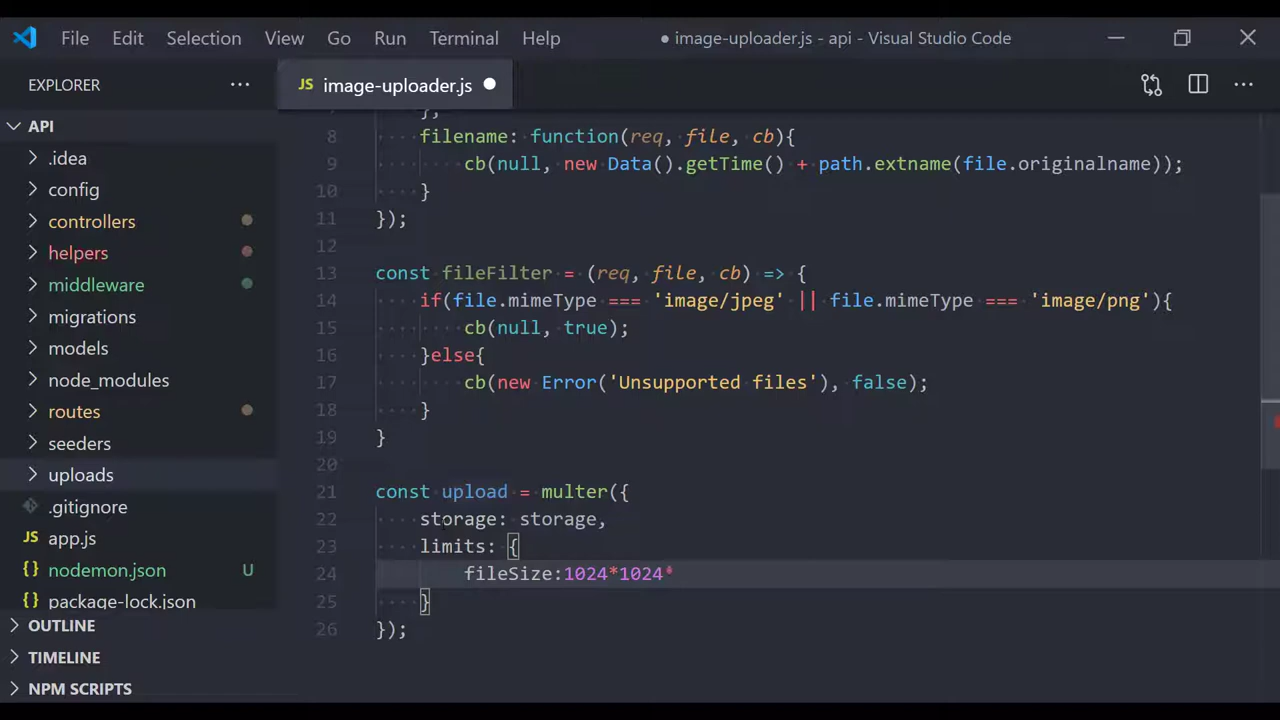 File Edit Selection View Go Run Terminal Help
● image-uploader.js - api - Visual Studio Code
EXPLORER ···
JS image-uploader.js
API
.idea
config
controllers
helpers
middleware
migrations
models
node_modules
routes
seeders
uploads
.gitignore
JS app.js
{} nodemon.json U
{} package-lock.json
OUTLINE
TIMELINE
NPM SCRIPTS
},
8 filename: function(req, file, cb){
9 cb(null, new Data().getTime() + path.extname(file.originalname));
10 }
11 });
12
13 const fileFilter = (req, file, cb) => {
14 if(file.mimeType === 'image/jpeg' || file.mimeType === 'image/png'){
15 cb(null, true);
16 }else{
17 cb(new Error('Unsupported files'), false);
18 }
19 }
20
21 const upload = multer({
22 storage: storage,
23 limits: {
24 fileSize:1024*1024*
25 }
26 });